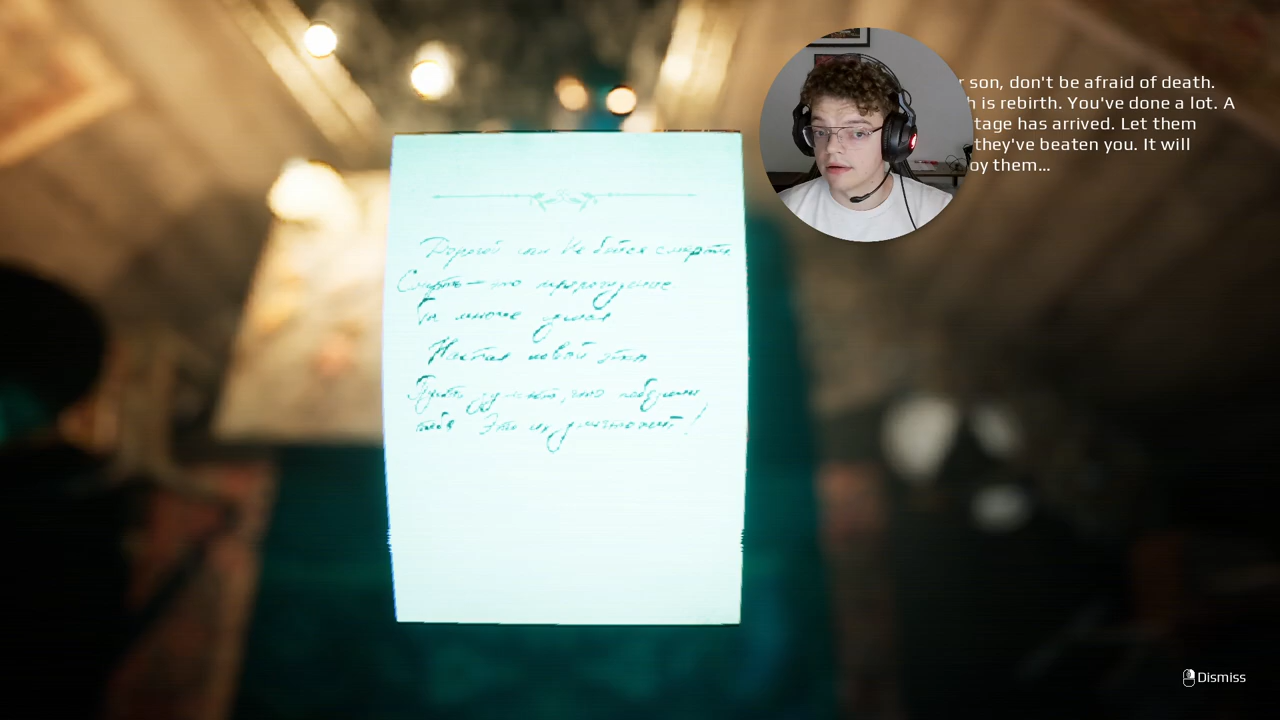 Дорогой сын Не бойся смерти
Смерть — это перерождение
Ты многое сделал
Настал новый этап
Пусть думают, что победили
тебя Это их уничтожит!
son, don't be afraid of death.
is rebirth. You've done a lot. A
tage has arrived. Let them
they've beaten you. It will
oy them...
Dismiss